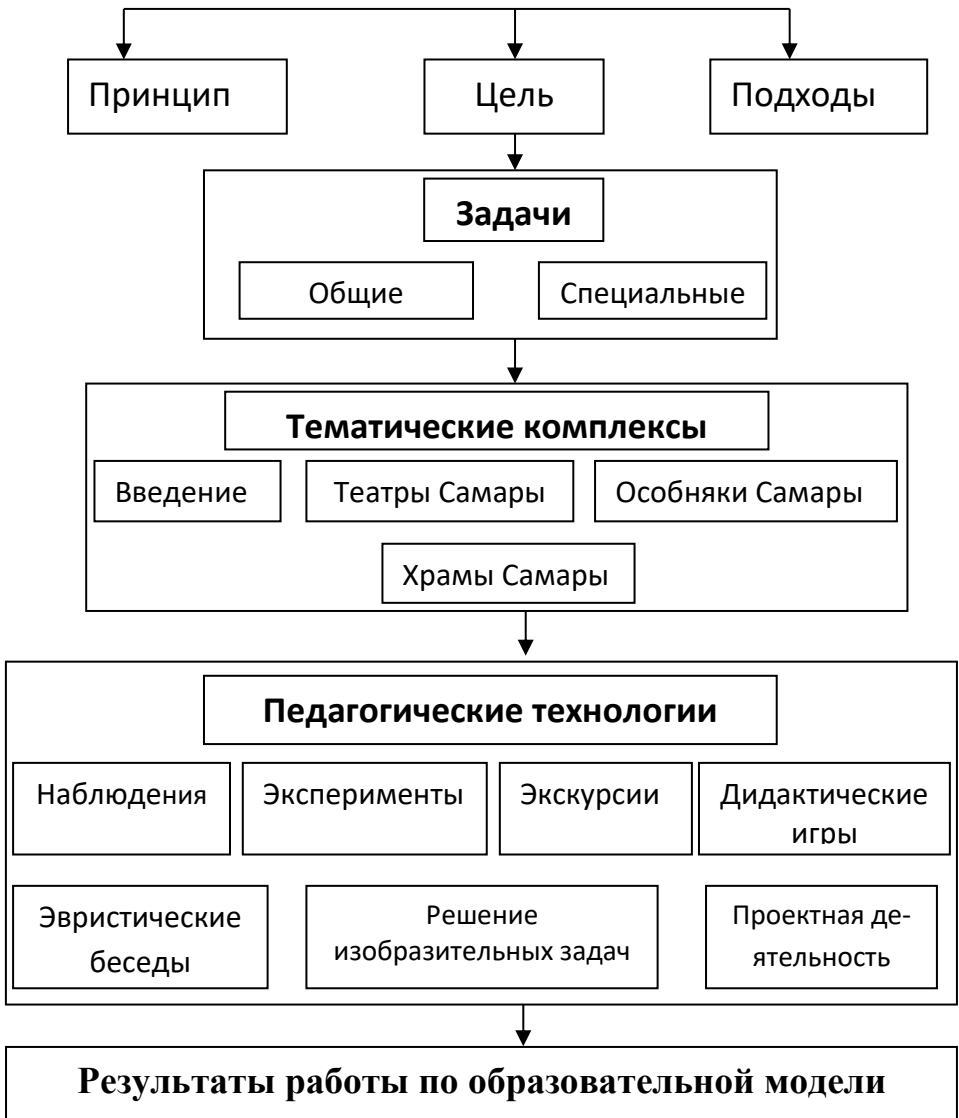 Принцип
Цель
Подходы
Задачи
Общие
Специальные
Тематические комплексы
Введение
Театры Самары
Особняки Самары
Храмы Самары
Педагогические технологии
Наблюдения
Эксперименты
Экскурсии
Дидактические
игры
Эвристические
беседы
Решение
изобразительных задач
Проектная де-
ятельность
Результаты работы по образовательной модели